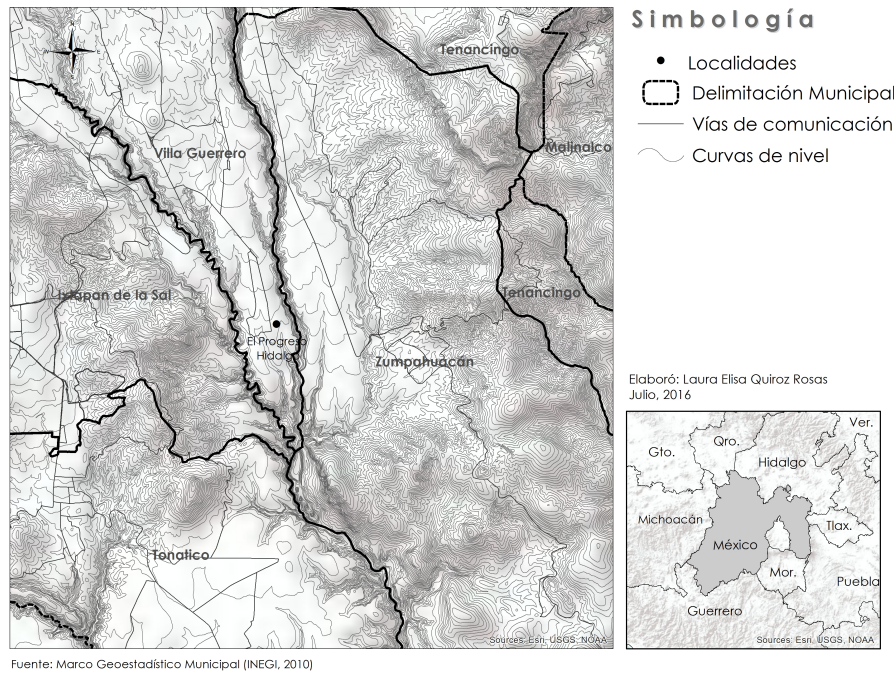 Simbología
Localidades
Delimitación Municipal
Vías de comunicación
Curvas de nivel
Tenancingo
Malinalco
Villa Guerrero
Ixtapan de la Sal
Tenancingo
El Progreso
Hidalgo
Zumpahuacán
Tonatico
Sources: Esri, USGS, NOAA
Elaboró: Laura Elisa Quiroz Rosas
Julio, 2016
Ver.
Qro.
Gto.
Hidalgo
Michoacán
Tlax.
México
Mor.
Puebla
Guerrero
Sources: Esri, USGS, NOAA
Fuente: Marco Geoestadístico Municipal (INEGI, 2010)